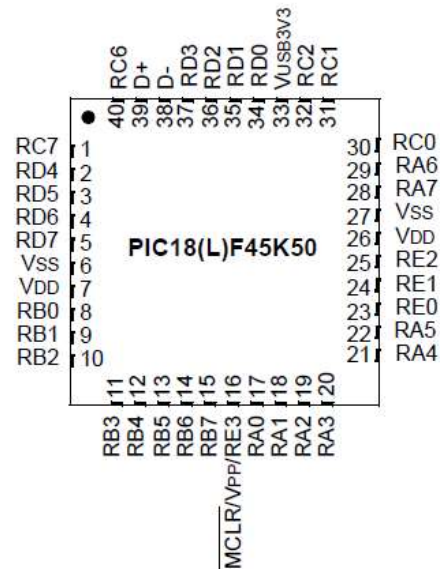 40 RC6
39 D+
38 D-
37 RD3
36 RD2
35 RD1
34 RD0
33 VUSB3V3
32 RC2
31 RC1
RC7 1
RD4 2
RD5 3
RD6 4
RD7 5
VSS 6
VDD 7
RB0 8
RB1 9
RB2 10
PIC18(L)F45K50
30 RC0
29 RA6
28 RA7
27 VSS
26 VDD
25 RE2
24 RE1
23 RE0
22 RA5
21 RA4
RB3 11
RB4 12
RB5 13
RB6 14
RB7 15
MCLR/VPP/RE3 16
RA0 17
RA1 18
RA2 19
RA3 20